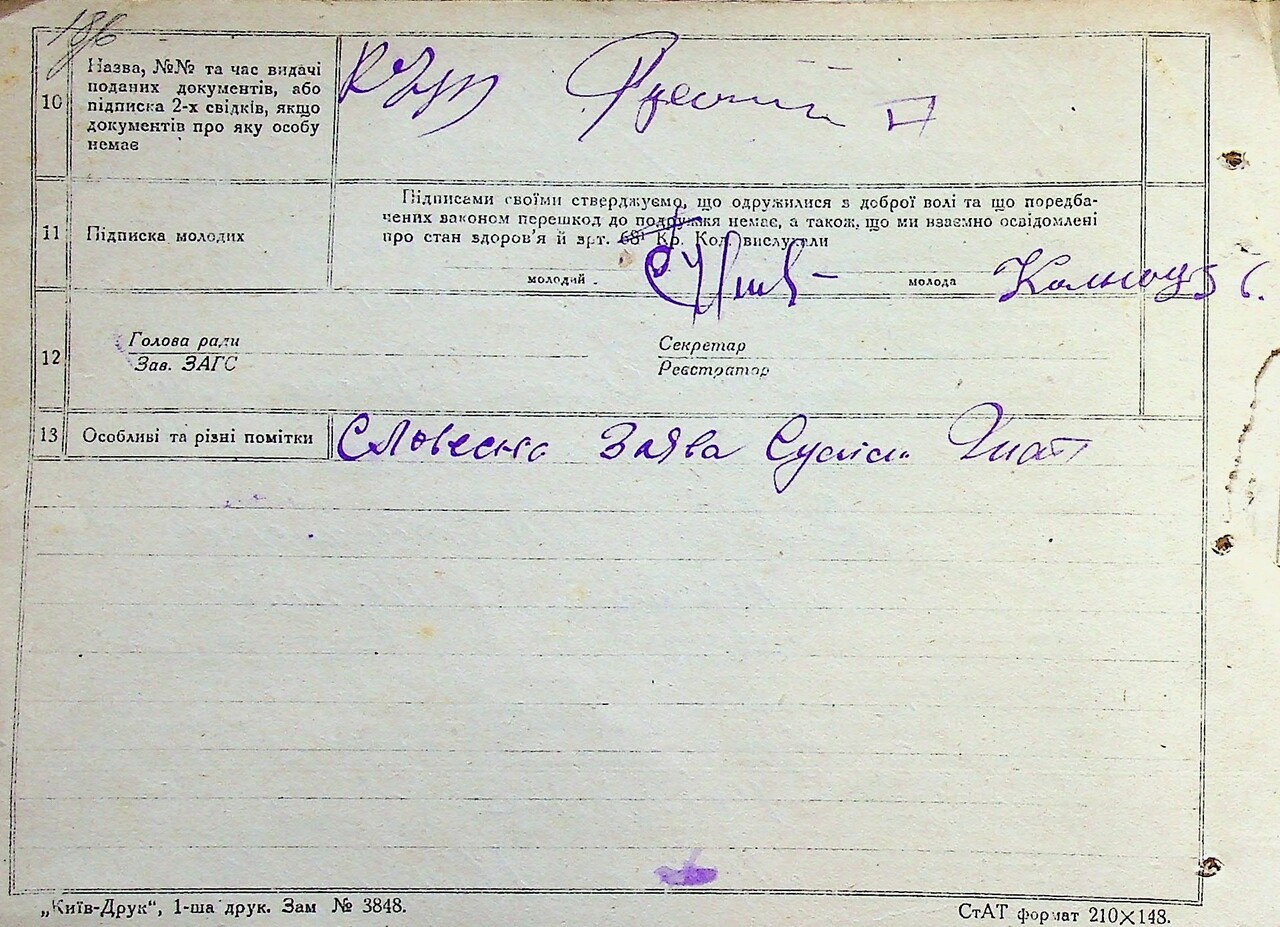 186
10
Назва, №№ та час видачі
поданих документів, або
підписка 2-х свідків, якщо
документів про яку особу
немає
11
Підписка молодих
Підписами своїми стверджуємо, що одружилися з доброї волі та що передба-
чених законом перешкод до подружжя немає, а також, що ми взаємно освідомлені
про стан здоров'я й арт. Кр. Код. вислухали
молодий
молода
12
Голова ради
Зав. ЗАГС
Секретар
Реєстратор
13
Особливі та різні помітки
Словесна Заява
„Київ-Друк“, 1-ша друк. Зам № 3848.
СтАТ формат 210×148.